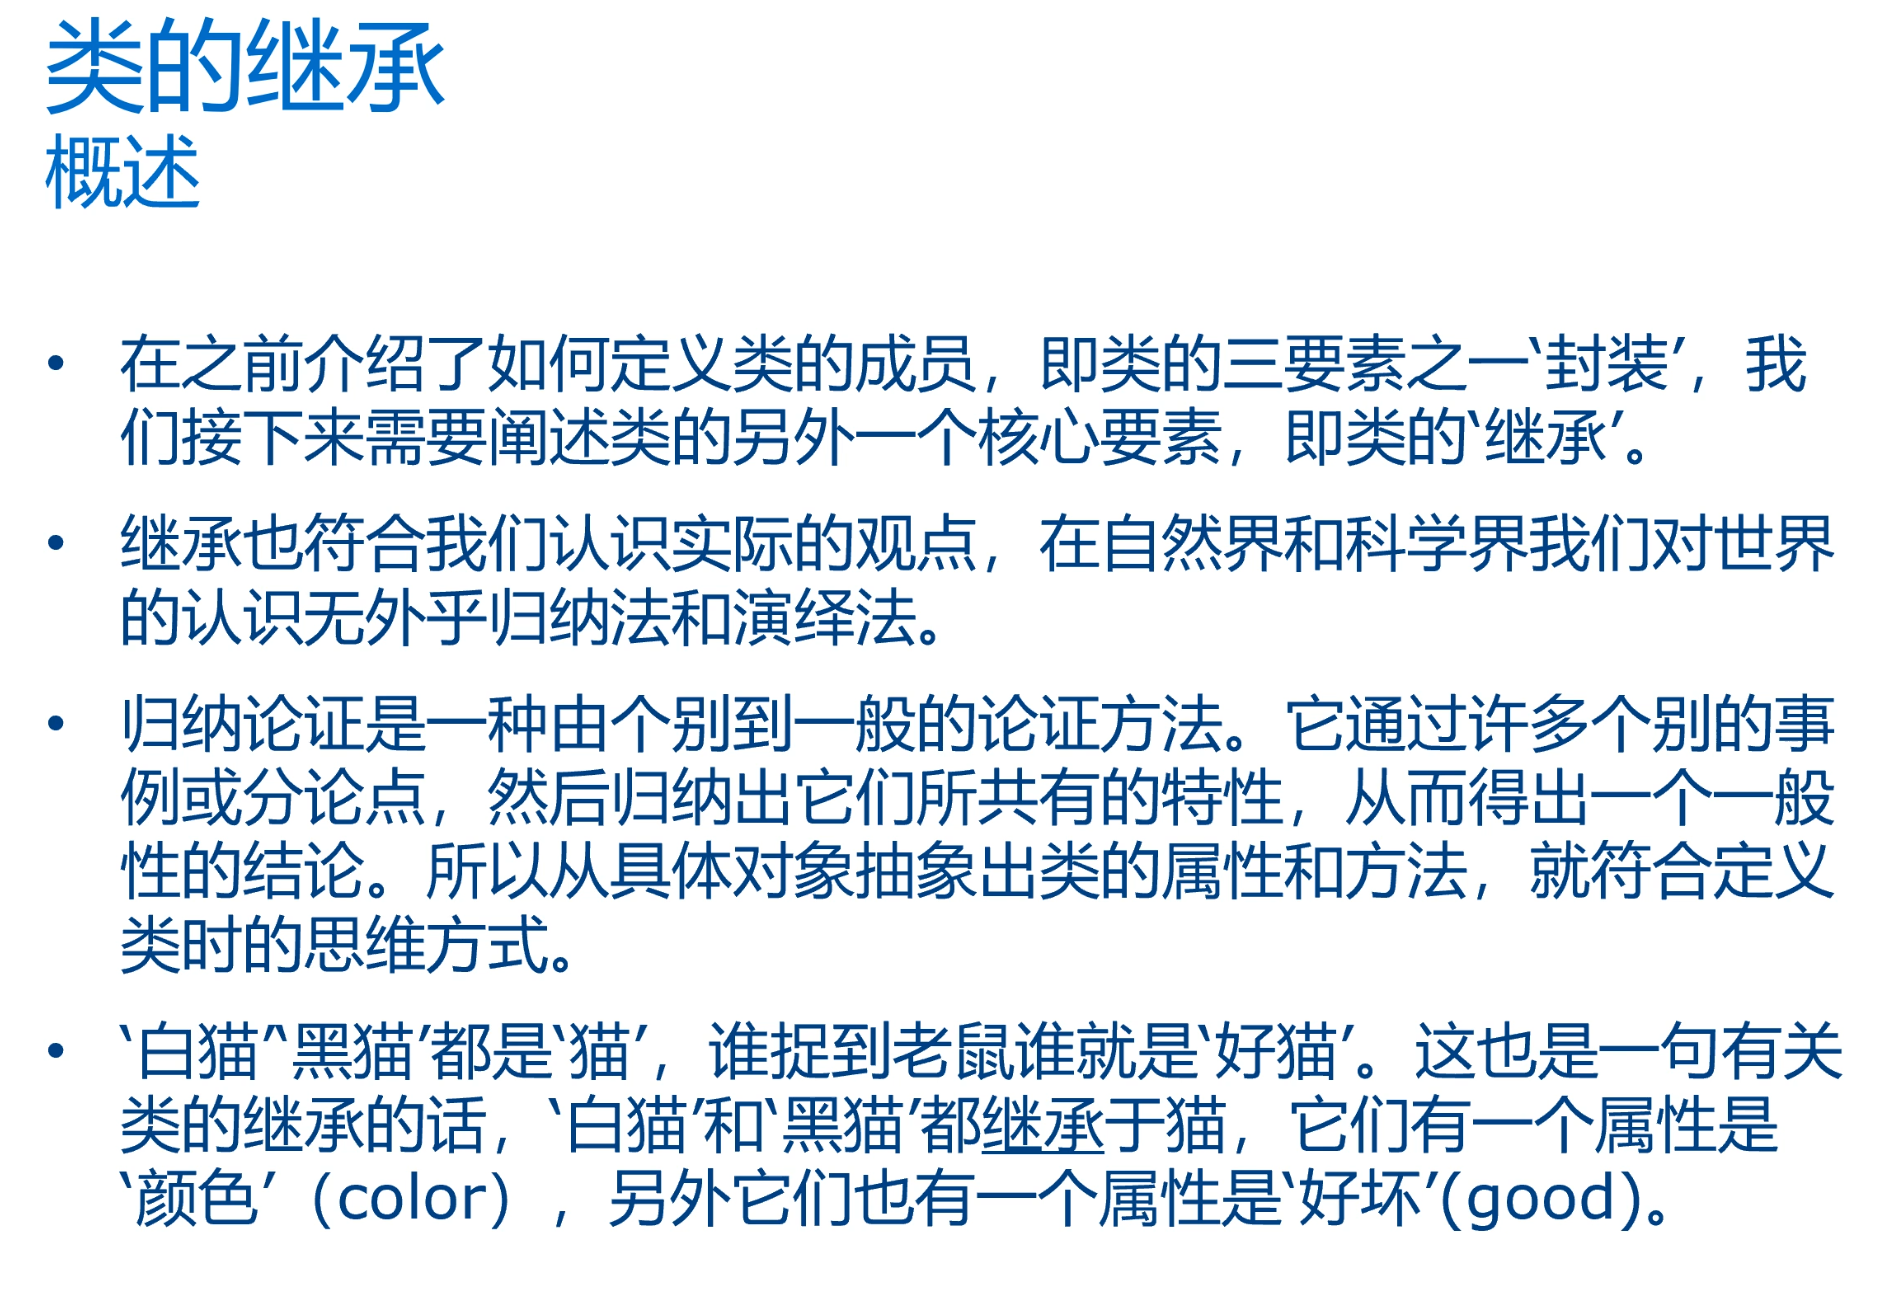 类的继承
概述
• 在之前介绍了如何定义类的成员，即类的三要素之一‘封装’，我
们接下来需要阐述类的另外一个核心要素，即类的‘继承’。
• 继承也符合我们认识实际的观点，在自然界和科学界我们对世界
的认识无外乎归纳法和演绎法。
• 归纳论证是一种由个别到一般的论证方法。它通过许多个别的事
例或分论点，然后归纳出它们所共有的特性，从而得出一个一般
性的结论。所以从具体对象抽象出类的属性和方法，就符合定义
类时的思维方式。
• ‘白猫’‘黑猫’都是‘猫’，谁捉到老鼠谁就是‘好猫’。这也是一句有关
类的继承的话，‘白猫’和‘黑猫’都继承于猫，它们有一个属性是
‘颜色’（color），另外它们也有一个属性是‘好坏’(good)。